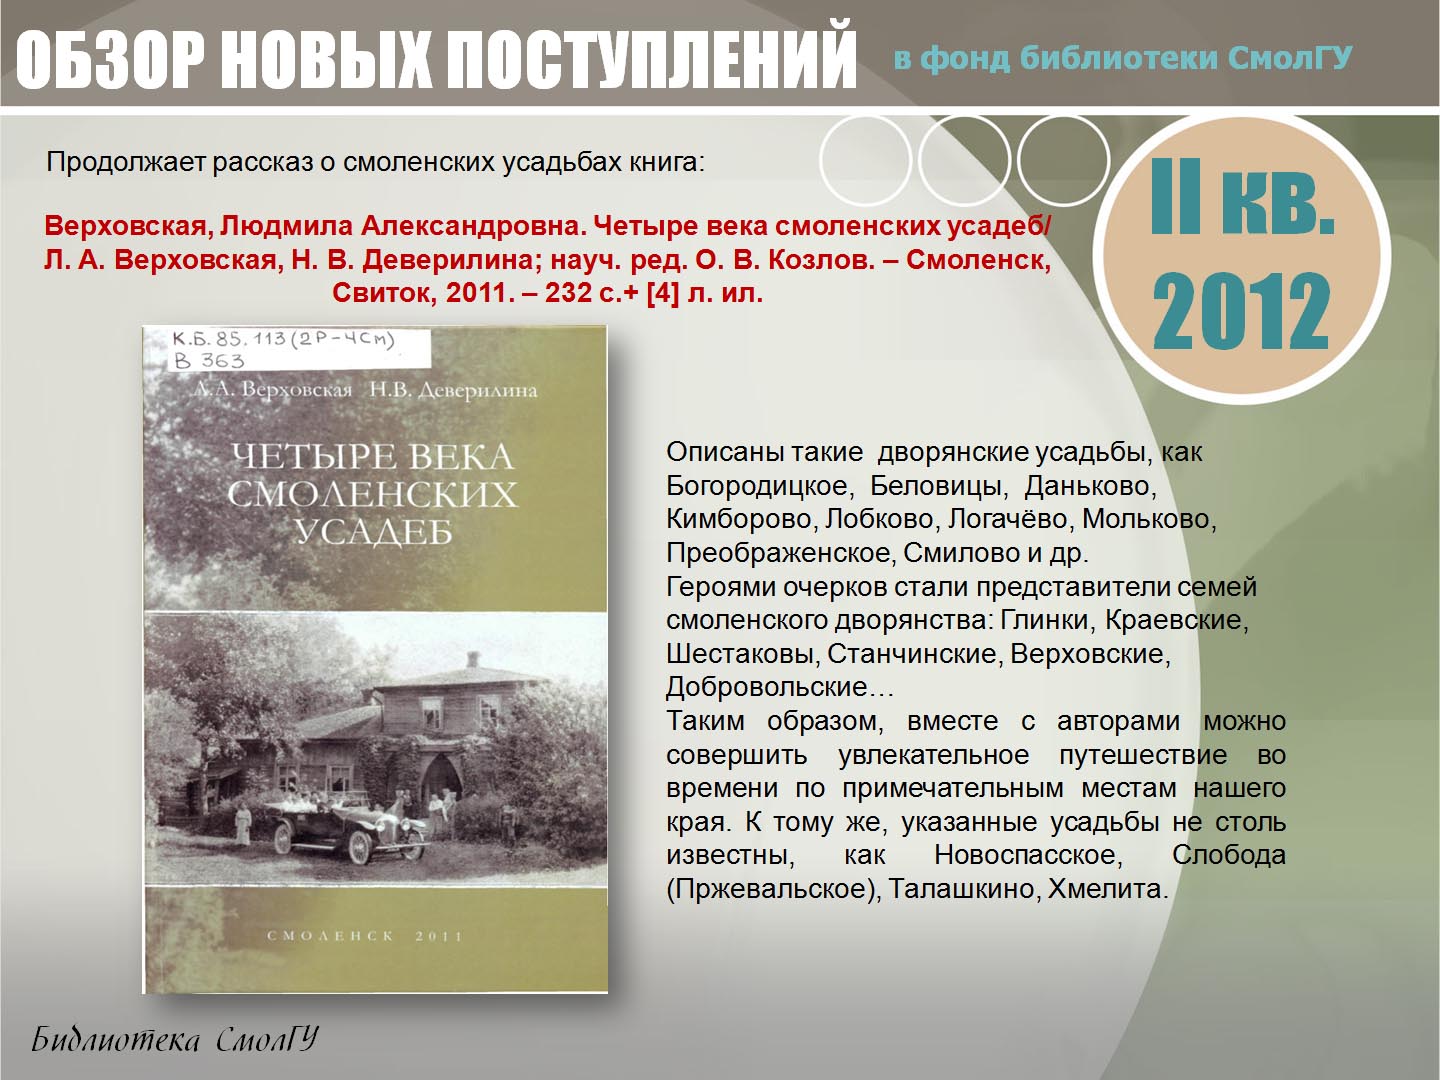 ОБЗОР НОВЫХ ПОСТУПЛЕНИЙ в фонд библиотеки СмолГУ
II кв.
2012
Продолжает рассказ о смоленских усадьбах книга:
Верховская, Людмила Александровна. Четыре века смоленских усадеб/
Л. А. Верховская, Н. В. Деверилина; науч. ред. О. В. Козлов. – Смоленск,
Свиток, 2011. – 232 с.+ [4] л. ил.
К.Б. 85.113(2Р-4См)
В 363
Л.А. Верховская Н.В. Деверилина
ЧЕТЫРЕ ВЕКА
СМОЛЕНСКИХ
УСАДЕБ
СМОЛЕНСК 2011
Описаны такие дворянские усадьбы, как
Богородицкое, Беловицы, Даньково,
Кимборово, Лобково, Логачёво, Мольково,
Преображенское, Смилово и др.
Героями очерков стали представители семей
смоленского дворянства: Глинки, Краевские,
Шестаковы, Станчинские, Верховские,
Добровольские…
Таким образом, вместе с авторами можно
совершить увлекательное путешествие во
времени по примечательным местам нашего
края. К тому же, указанные усадьбы не столь
известны, как Новоспасское, Слобода
(Пржевальское), Талашкино, Хмелита.
Библиотека СмолГУ